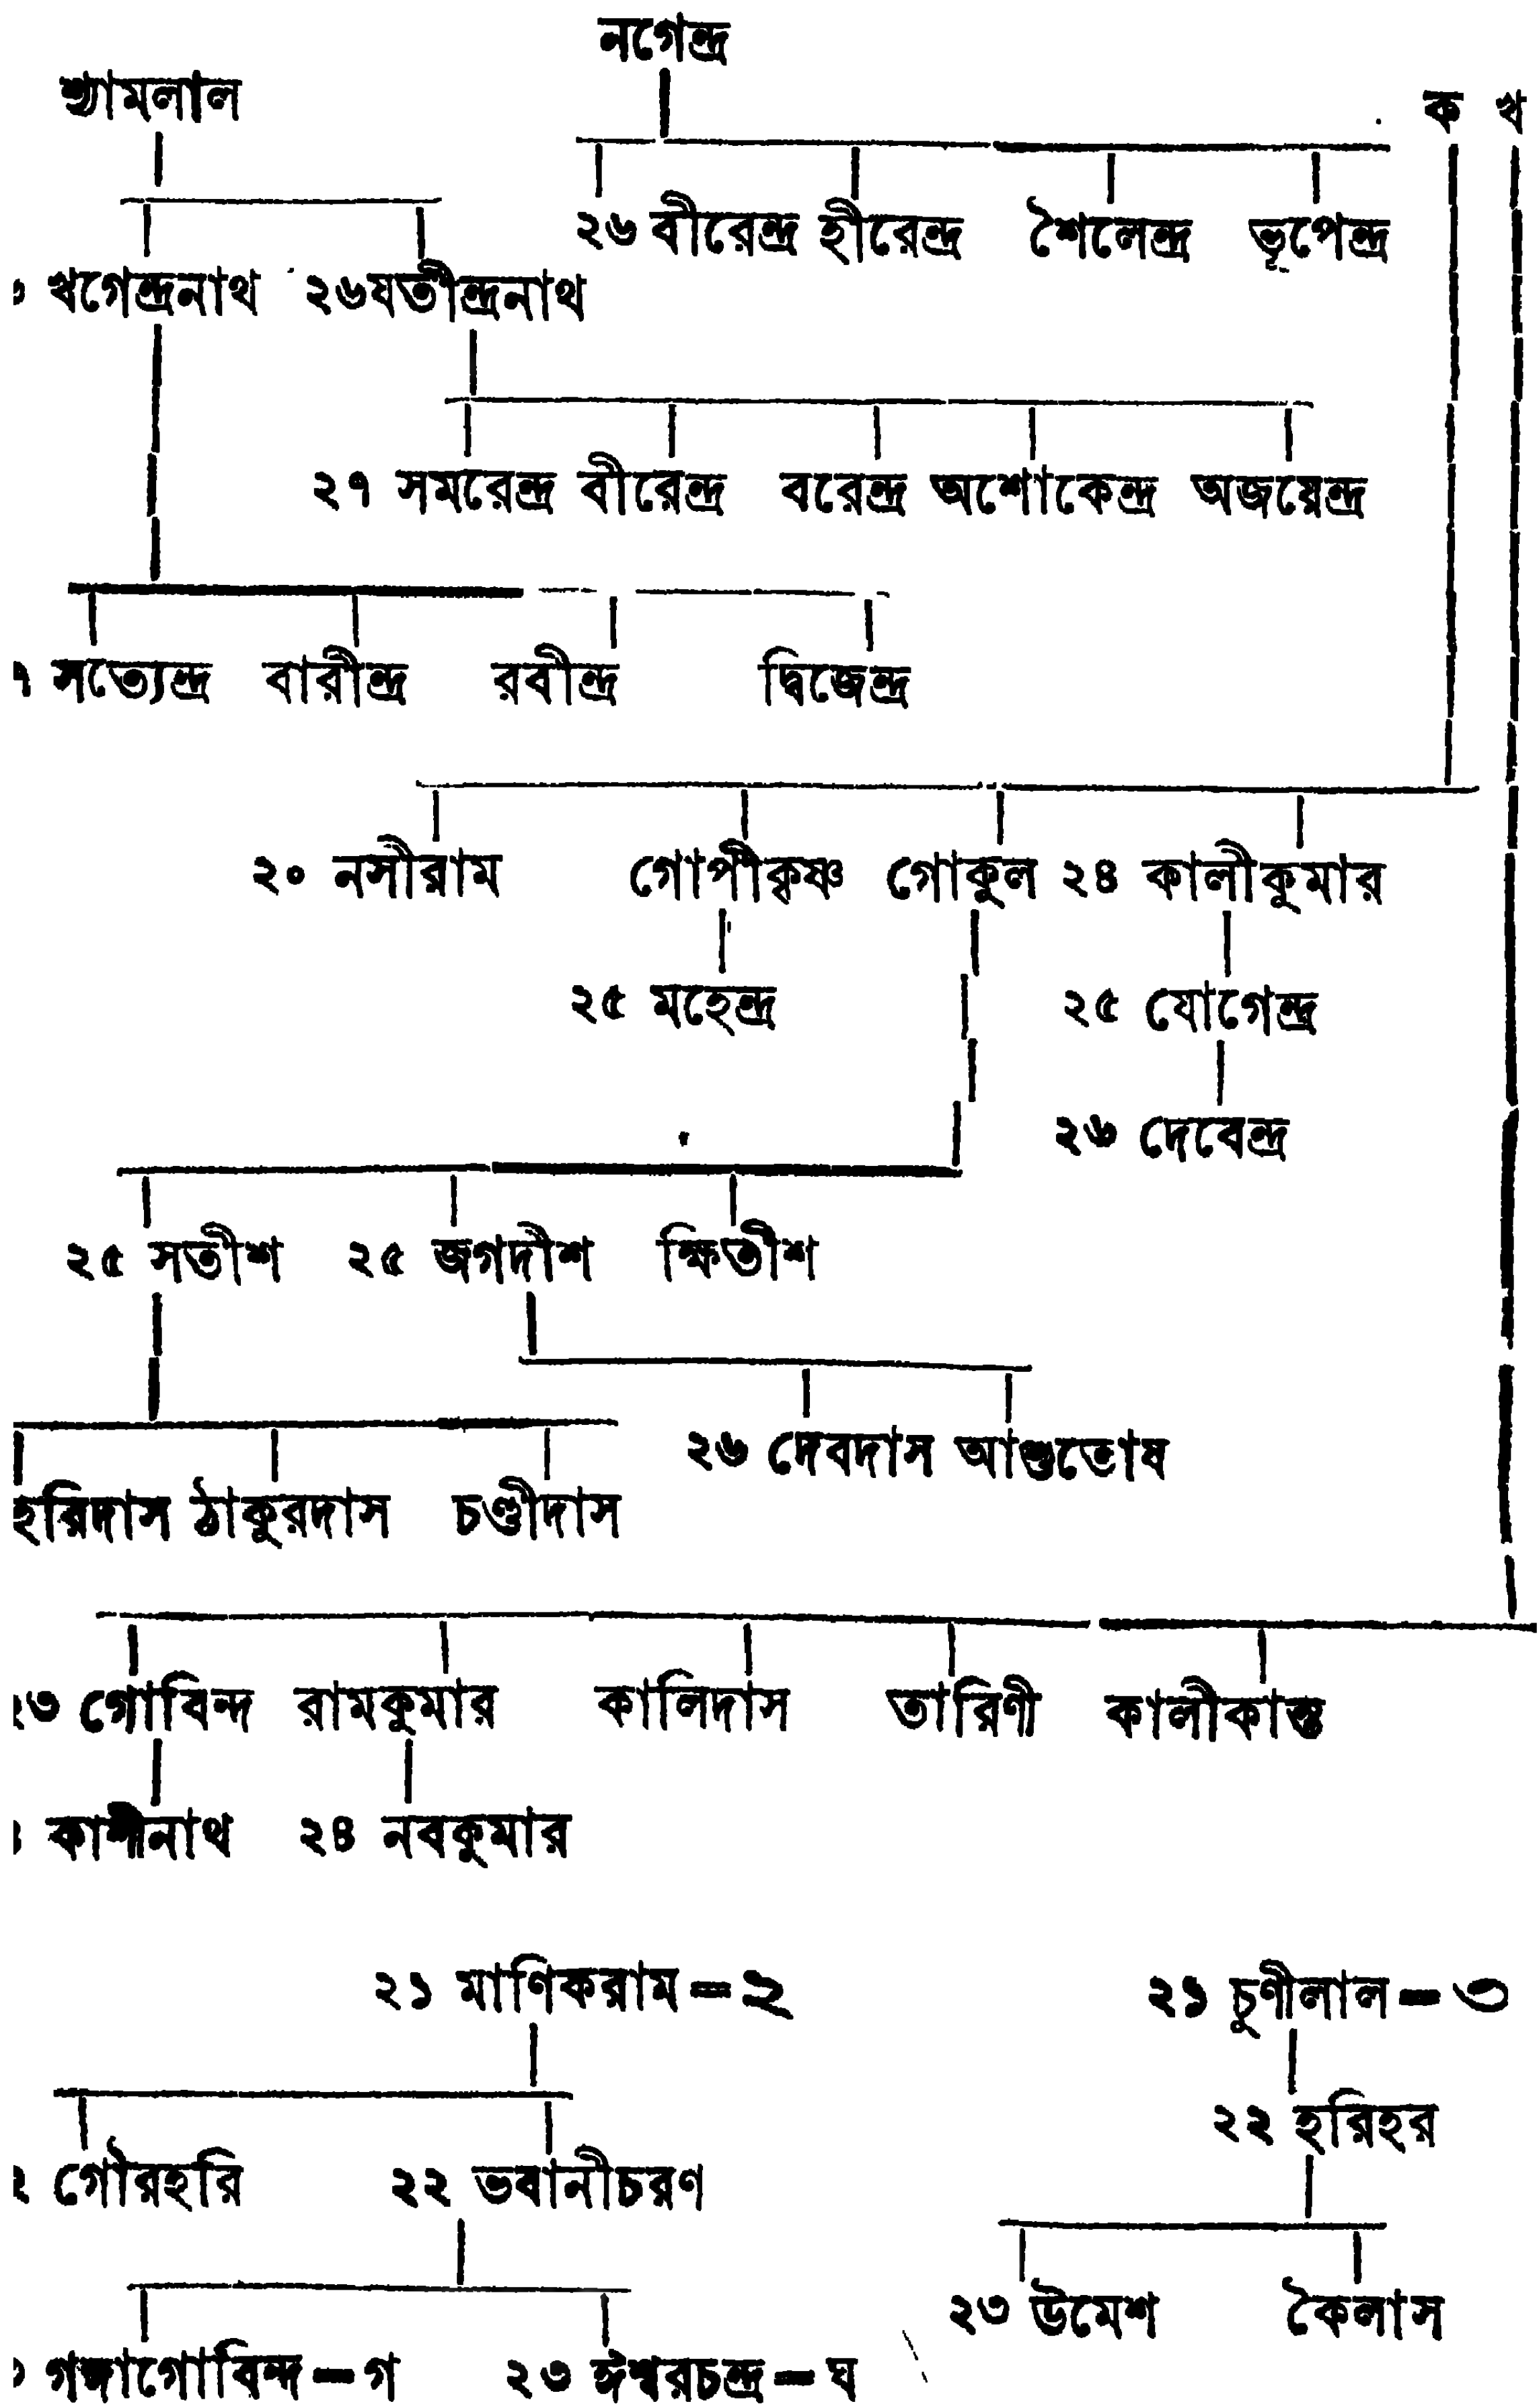 নগেন্দ্র
শ্যামলাল
ক খ
২৬ বীরেন্দ্র হীরেন্দ্র শৈলেন্দ্র ভূপেন্দ্র
খগেন্দ্রনাথ ২৬যতীন্দ্রনাথ
২৭ সমরেন্দ্র বীরেন্দ্র বরেন্দ্র অশোকেন্দ্র অজয়েন্দ্র
সত্যেন্দ্র বারীন্দ্র রবীন্দ্র দ্বিজেন্দ্র
২০ নসীরাম গোপীকৃষ্ণ গোকুল ২৪ কালীকুমার
২৫ মহেন্দ্র ২৫ যোগেন্দ্র
২৬ দেবেন্দ্র
২৫ সতীশ ২৫ জগদীশ ক্ষিতীশ
২৬ দেবদাস আশুতোষ
হরিদাস ঠাকুরদাস চণ্ডীদাস
২৩ গোবিন্দ রামকুমার কালিদাস তারিণী কালীকান্ত
কাশীনাথ ২৪ নবকুমার
২১ মাণিকরাম=২ ২১ চুণীলাল=৩
২২ হরিহর
গৌরহরি ২২ ভবানীচরণ
২৩ উমেশ কৈলাস
গঙ্গাগোবিন্দ=গ ২৩ ঈশ্বরচন্দ্র=ঘ